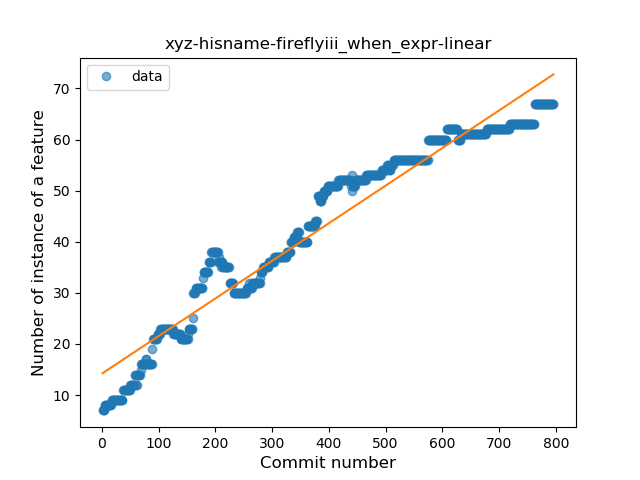 xyz-hisname-fireflyiii_when_expr-linear
data
Number of instance of a feature
70
60
50
40
30
20
10
0 100 200 300 400 500 600 700 800
Commit number